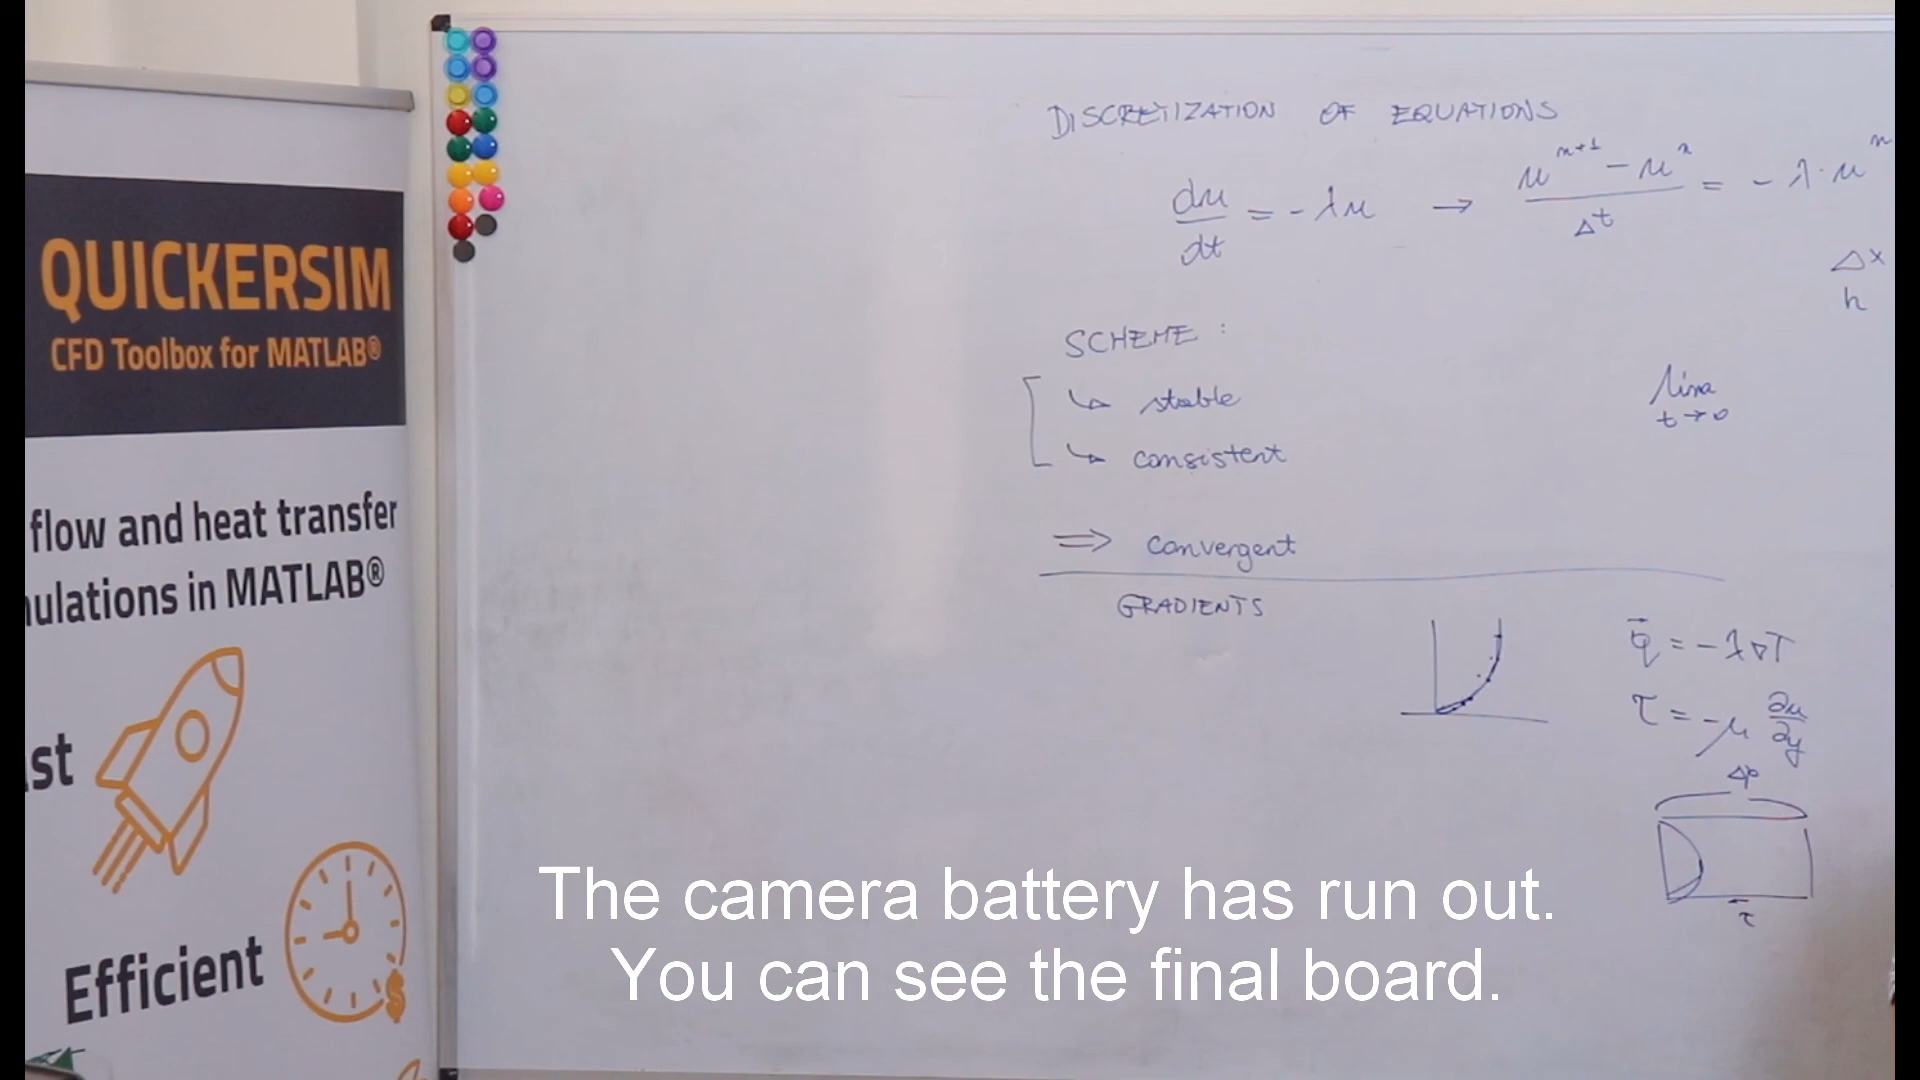 QUICKERSIM
CFD Toolbox for MATLAB®
flow and heat transfer
ulations in MATLAB®
st
Efficient
$
DISCRETIZATION OF EQUATIONS
du/dt = - λu → (u^(n+1) - u^n)/Δt = - λ · u^n
Δx
h
SCHEME :
↳ stable
↳ consistent
lim t→0
⇒ convergent
GRADIENTS
q⃗ = - λ∇T
τ = -μ ∂u/∂y
Δp
τ
The camera battery has run out.
You can see the final board.